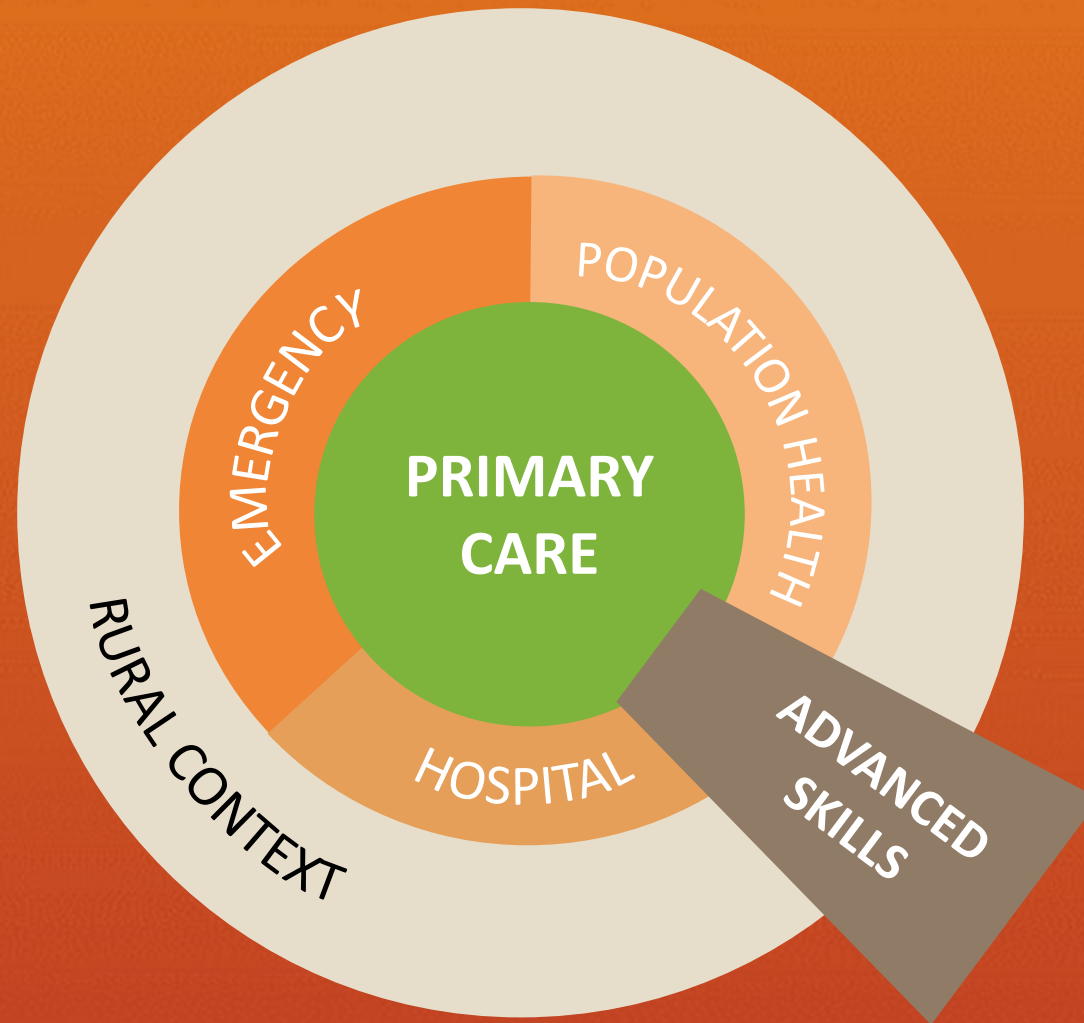 POPULATION HEALTH
EMERGENCY
PRIMARY
CARE
RURAL CONTEXT
HOSPITAL
ADVANCED
SKILLS